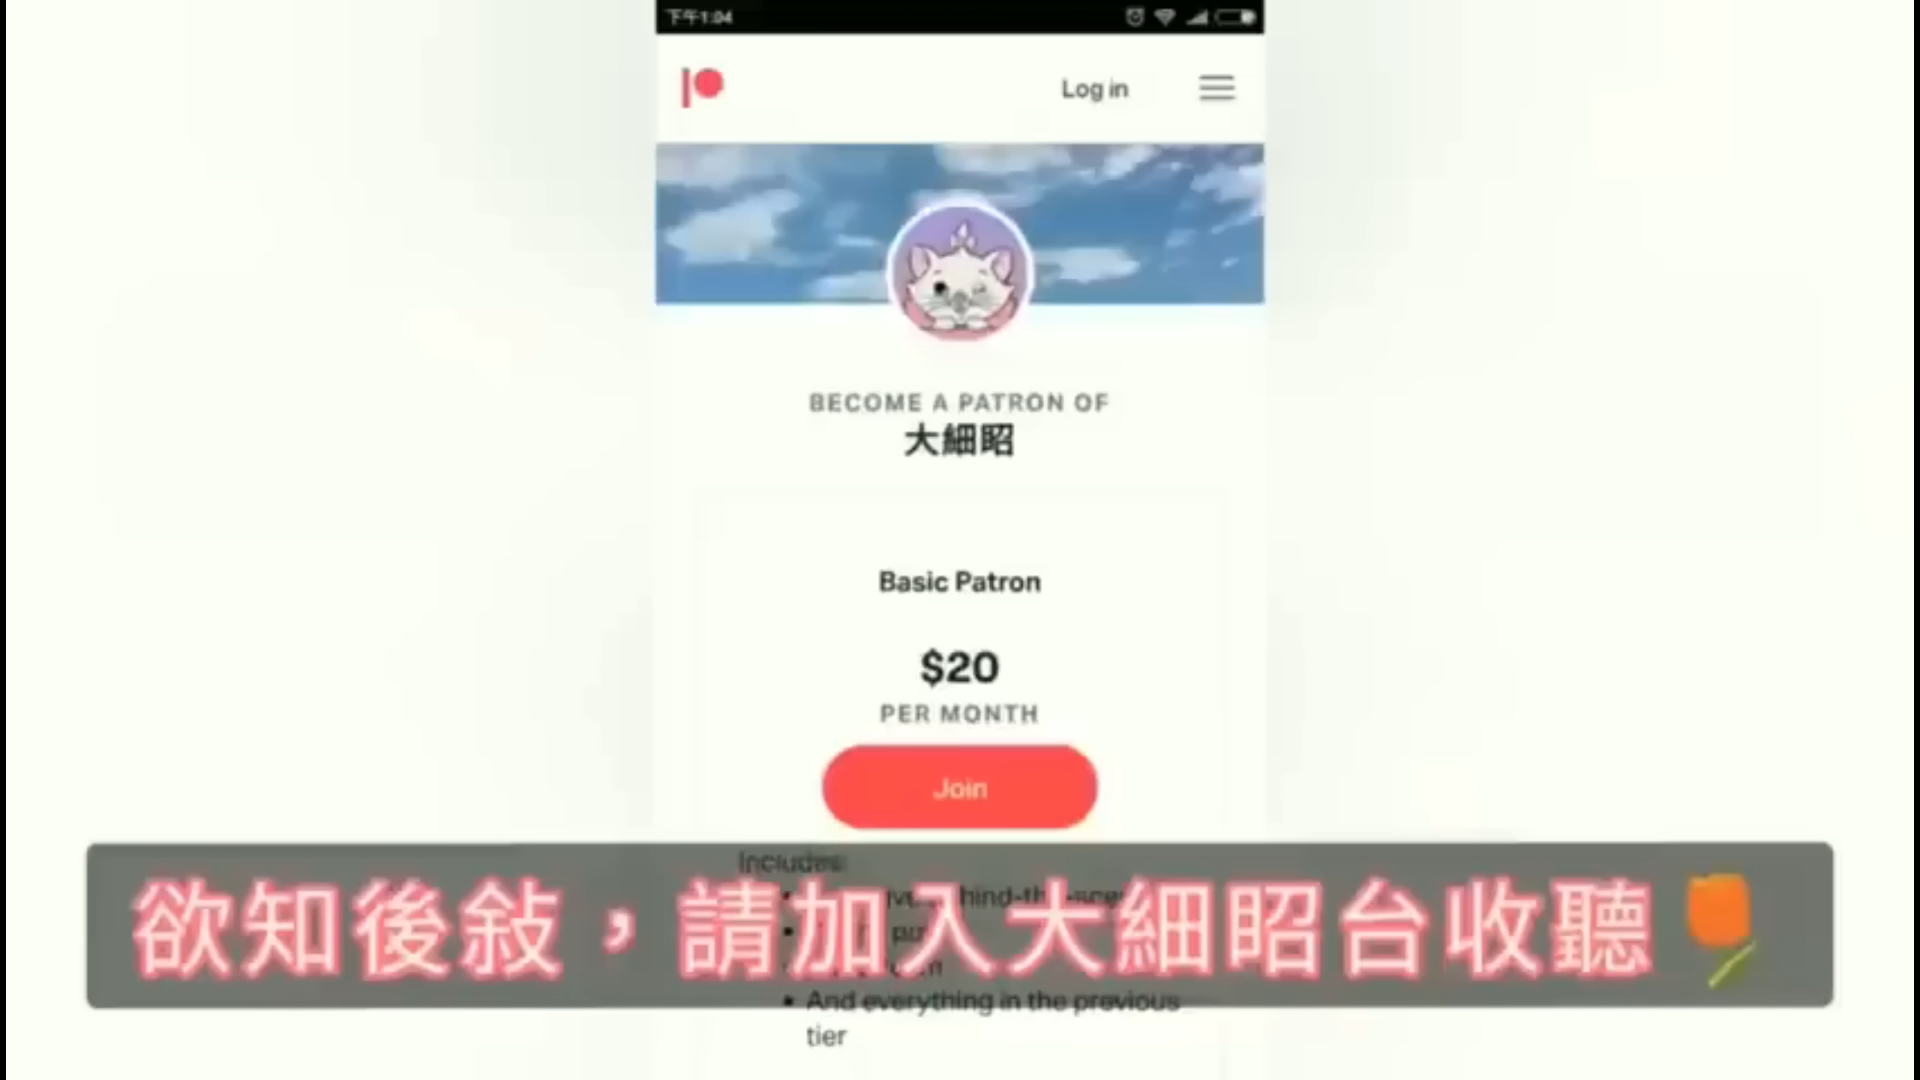 下午1:04
Log in
BECOME A PATRON OF
大細昭
Basic Patron
$20
PER MONTH
Join
Includes:
欲知後敍，請加入大細昭台收聽
And everything in the previous
tier